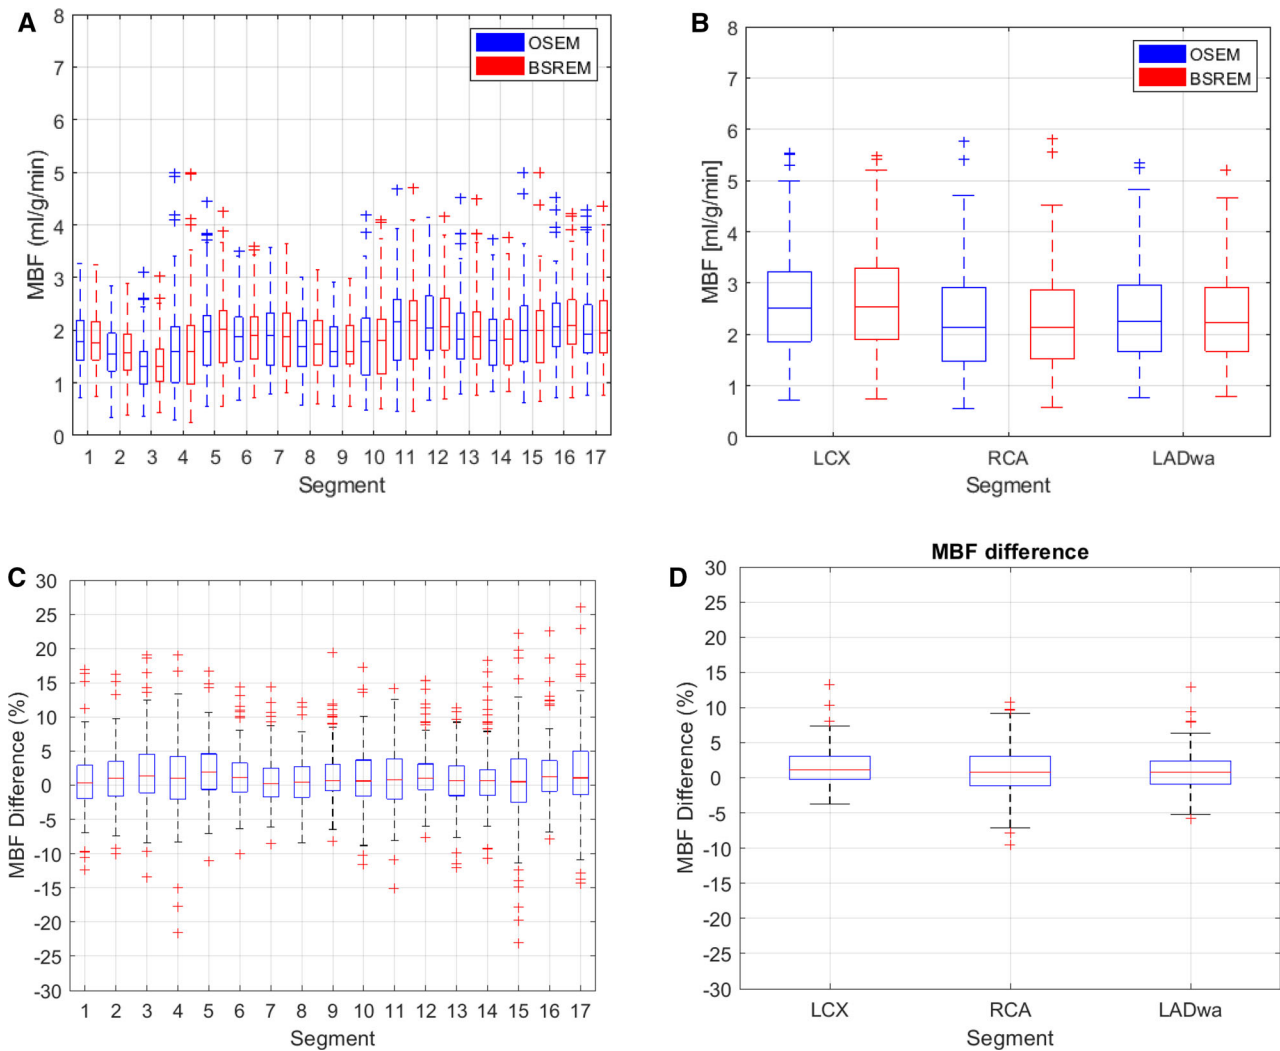 A
8
7
6
5
4
3
2
1
0
MBF (ml/g/min)
OSEM
BSREM
1 2 3 4 5 6 7 8 9 10 11 12 13 14 15 16 17
Segment
B
8
7
6
5
4
3
2
1
0
MBF [ml/g/min]
OSEM
BSREM
LCX RCA LADwa
Segment
C
30
25
20
15
10
5
0
-5
-10
-15
-20
-25
-30
MBF Difference (%)
1 2 3 4 5 6 7 8 9 10 11 12 13 14 15 16 17
Segment
D
MBF difference
30
25
20
15
10
5
0
-5
-10
-15
-20
-25
-30
MBF Difference (%)
LCX RCA LADwa
Segment